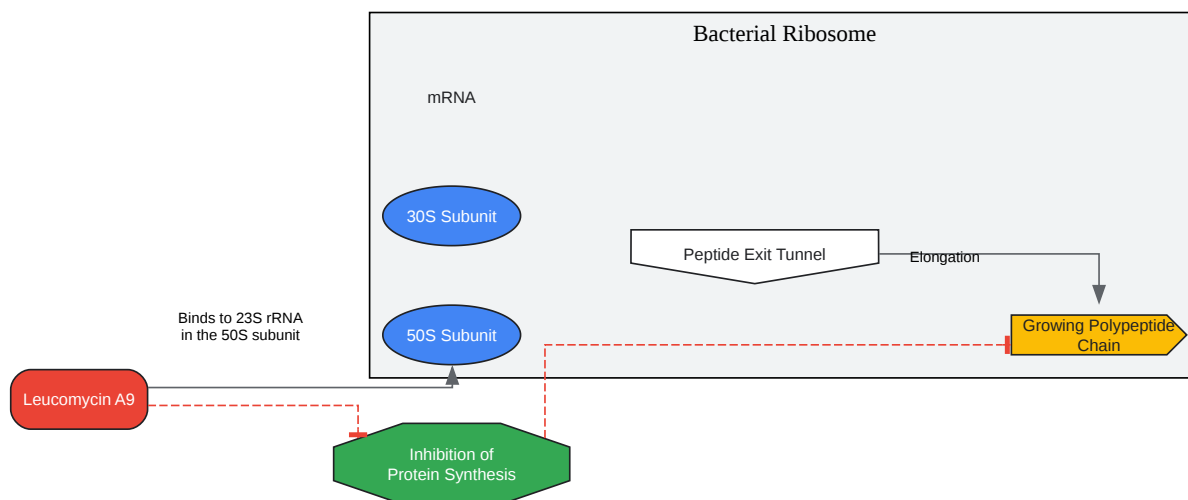 Bacterial Ribosome
mRNA
30S Subunit
Peptide Exit Tunnel
Elongation
Binds to 23S rRNA
in the 50S subunit
50S Subunit
Growing Polypeptide
Chain
Leucomycin A9
Inhibition of
Protein Synthesis